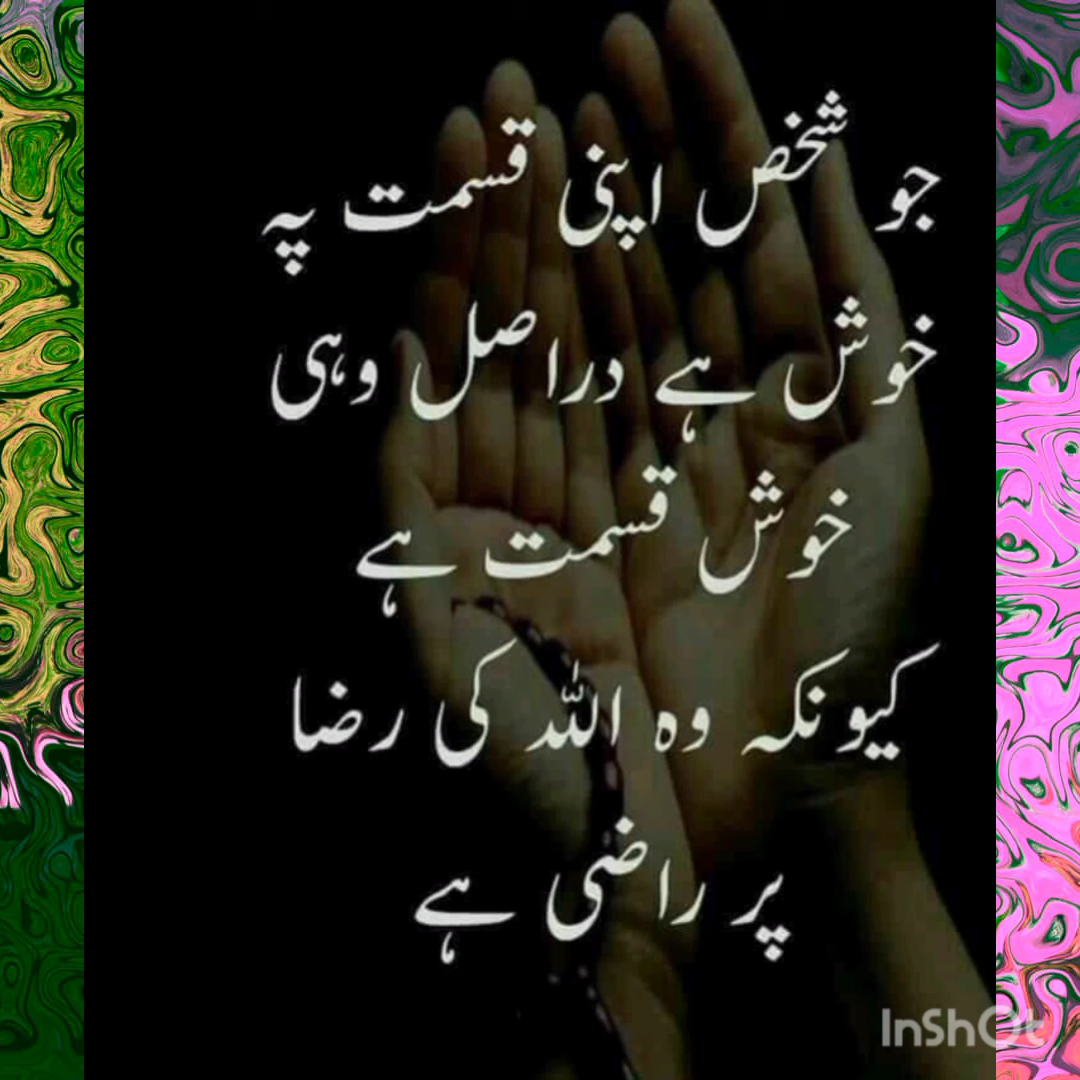 جو شخص اپنی قسمت پہ
خوش ہے دراصل وہی
خوش قسمت ہے
کیونکہ وہ اللہ کی رضا
پر راضی ہے
InShOt